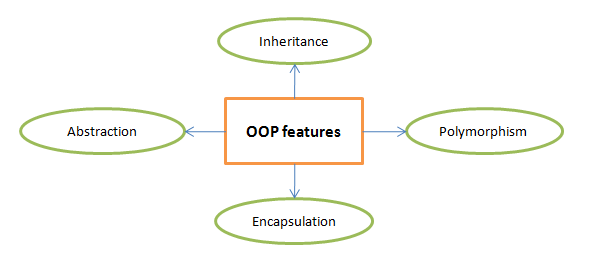 Inheritance
Abstraction
OOP features
Polymorphism
Encapsulation